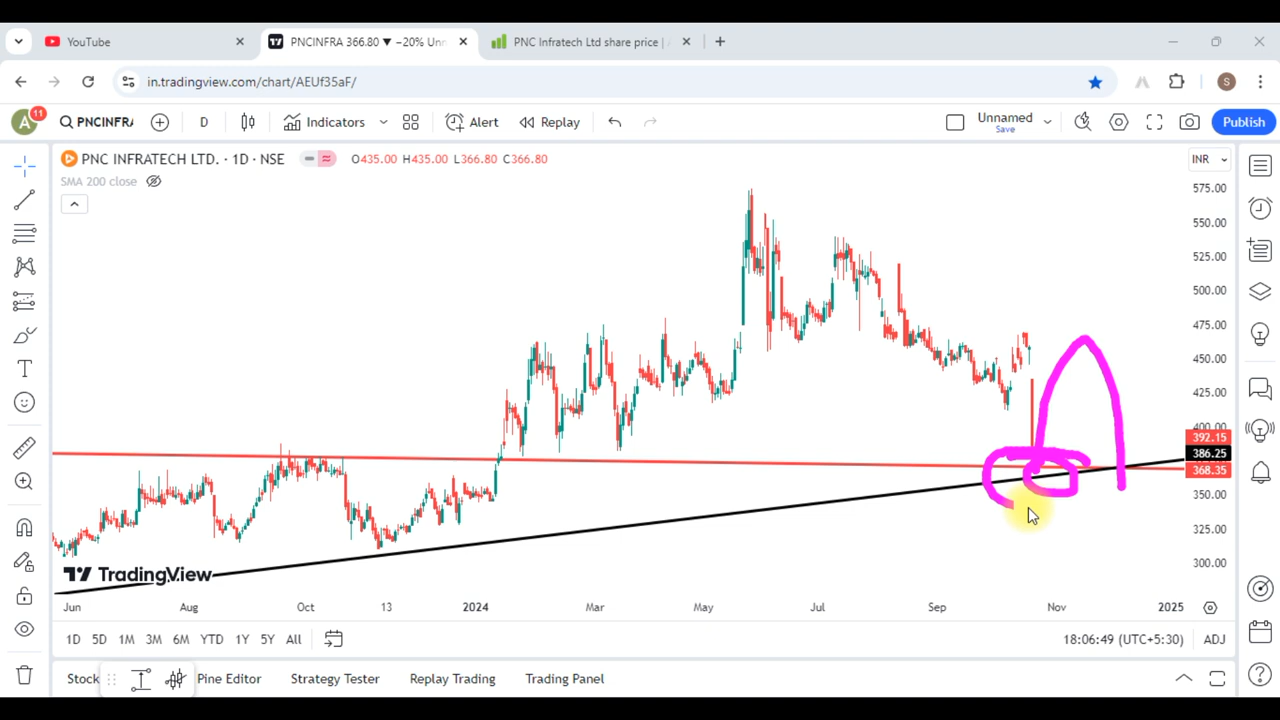 YouTube
PNCINFRA 366.80 ▼ −20% Unn
PNC Infratech Ltd share price |
in.tradingview.com/chart/AEUf35aF/
S
A
11
PNCINFRA
D
Indicators
Alert
Replay
Unnamed
Save
Publish
PNC INFRATECH LTD. · 1D · NSE
O435.00 H435.00 L366.80 C366.80
INR
SMA 200 close
575.00
550.00
525.00
500.00
475.00
450.00
425.00
400.00
392.15
386.25
368.35
350.00
325.00
300.00
TradingView
Jun
Aug
Oct
13
2024
Mar
May
Jul
Sep
Nov
2025
1D
5D
1M
3M
6M
YTD
1Y
5Y
All
18:06:49 (UTC+5:30)
ADJ
Stock
Pine Editor
Strategy Tester
Replay Trading
Trading Panel